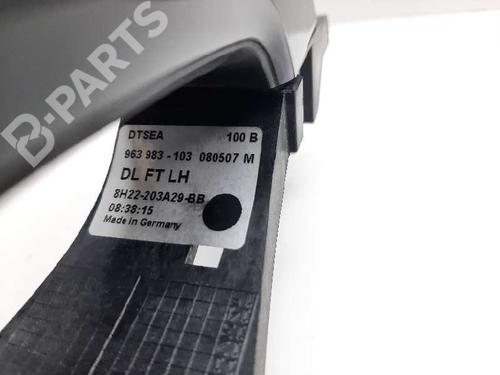 B-PARTS
DTSEA 100 B
963 983 - 103 080507 M
DL FT LH
8H22-203A29-BB
08:38:15
Made in Germany